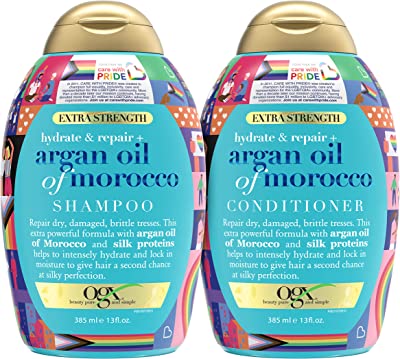 care with
PRIDE
EXTRA STRENGTH
hydrate & repair +
argan oil
of morocco
SHAMPOO
Repair dry, damaged, brittle tresses. This
extra powerful formula with argan oil
of Morocco and silk proteins
helps to intensely hydrate and lock in
moisture to give hair a second chance
at silky perfection.
ogx
beauty pure and simple
385 ml • 13 fl oz.
care with
PRIDE
EXTRA STRENGTH
hydrate & repair +
argan oil
of morocco
CONDITIONER
Repair dry, damaged, brittle tresses. This
extra powerful formula with argan oil
of Morocco and silk proteins
helps to intensely hydrate and lock in
moisture to give hair a second chance
at silky perfection.
ogx
beauty pure and simple
385 ml • 13 fl oz.